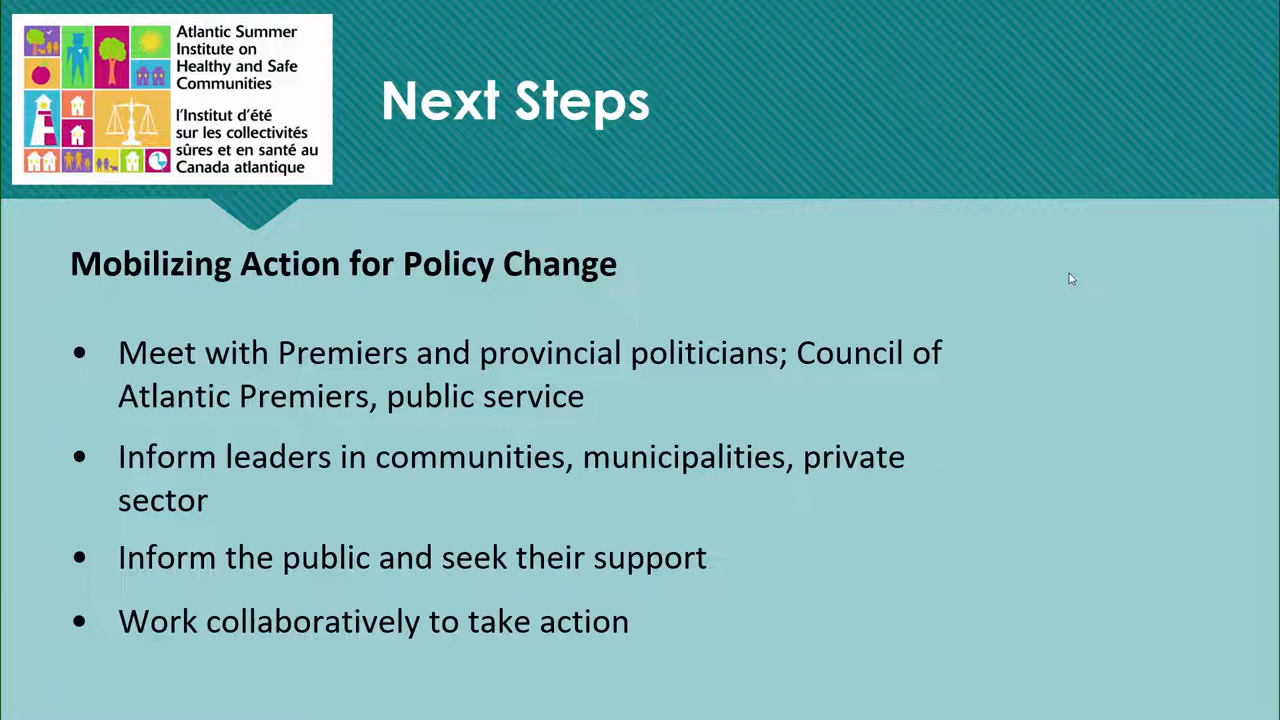 Atlantic Summer
Institute on
Healthy and Safe
Communities
l'Institut d'été
sur les collectivités
sûres et en santé au
Canada atlantique
Next Steps
Mobilizing Action for Policy Change
• Meet with Premiers and provincial politicians; Council of
Atlantic Premiers, public service
• Inform leaders in communities, municipalities, private
sector
• Inform the public and seek their support
• Work collaboratively to take action